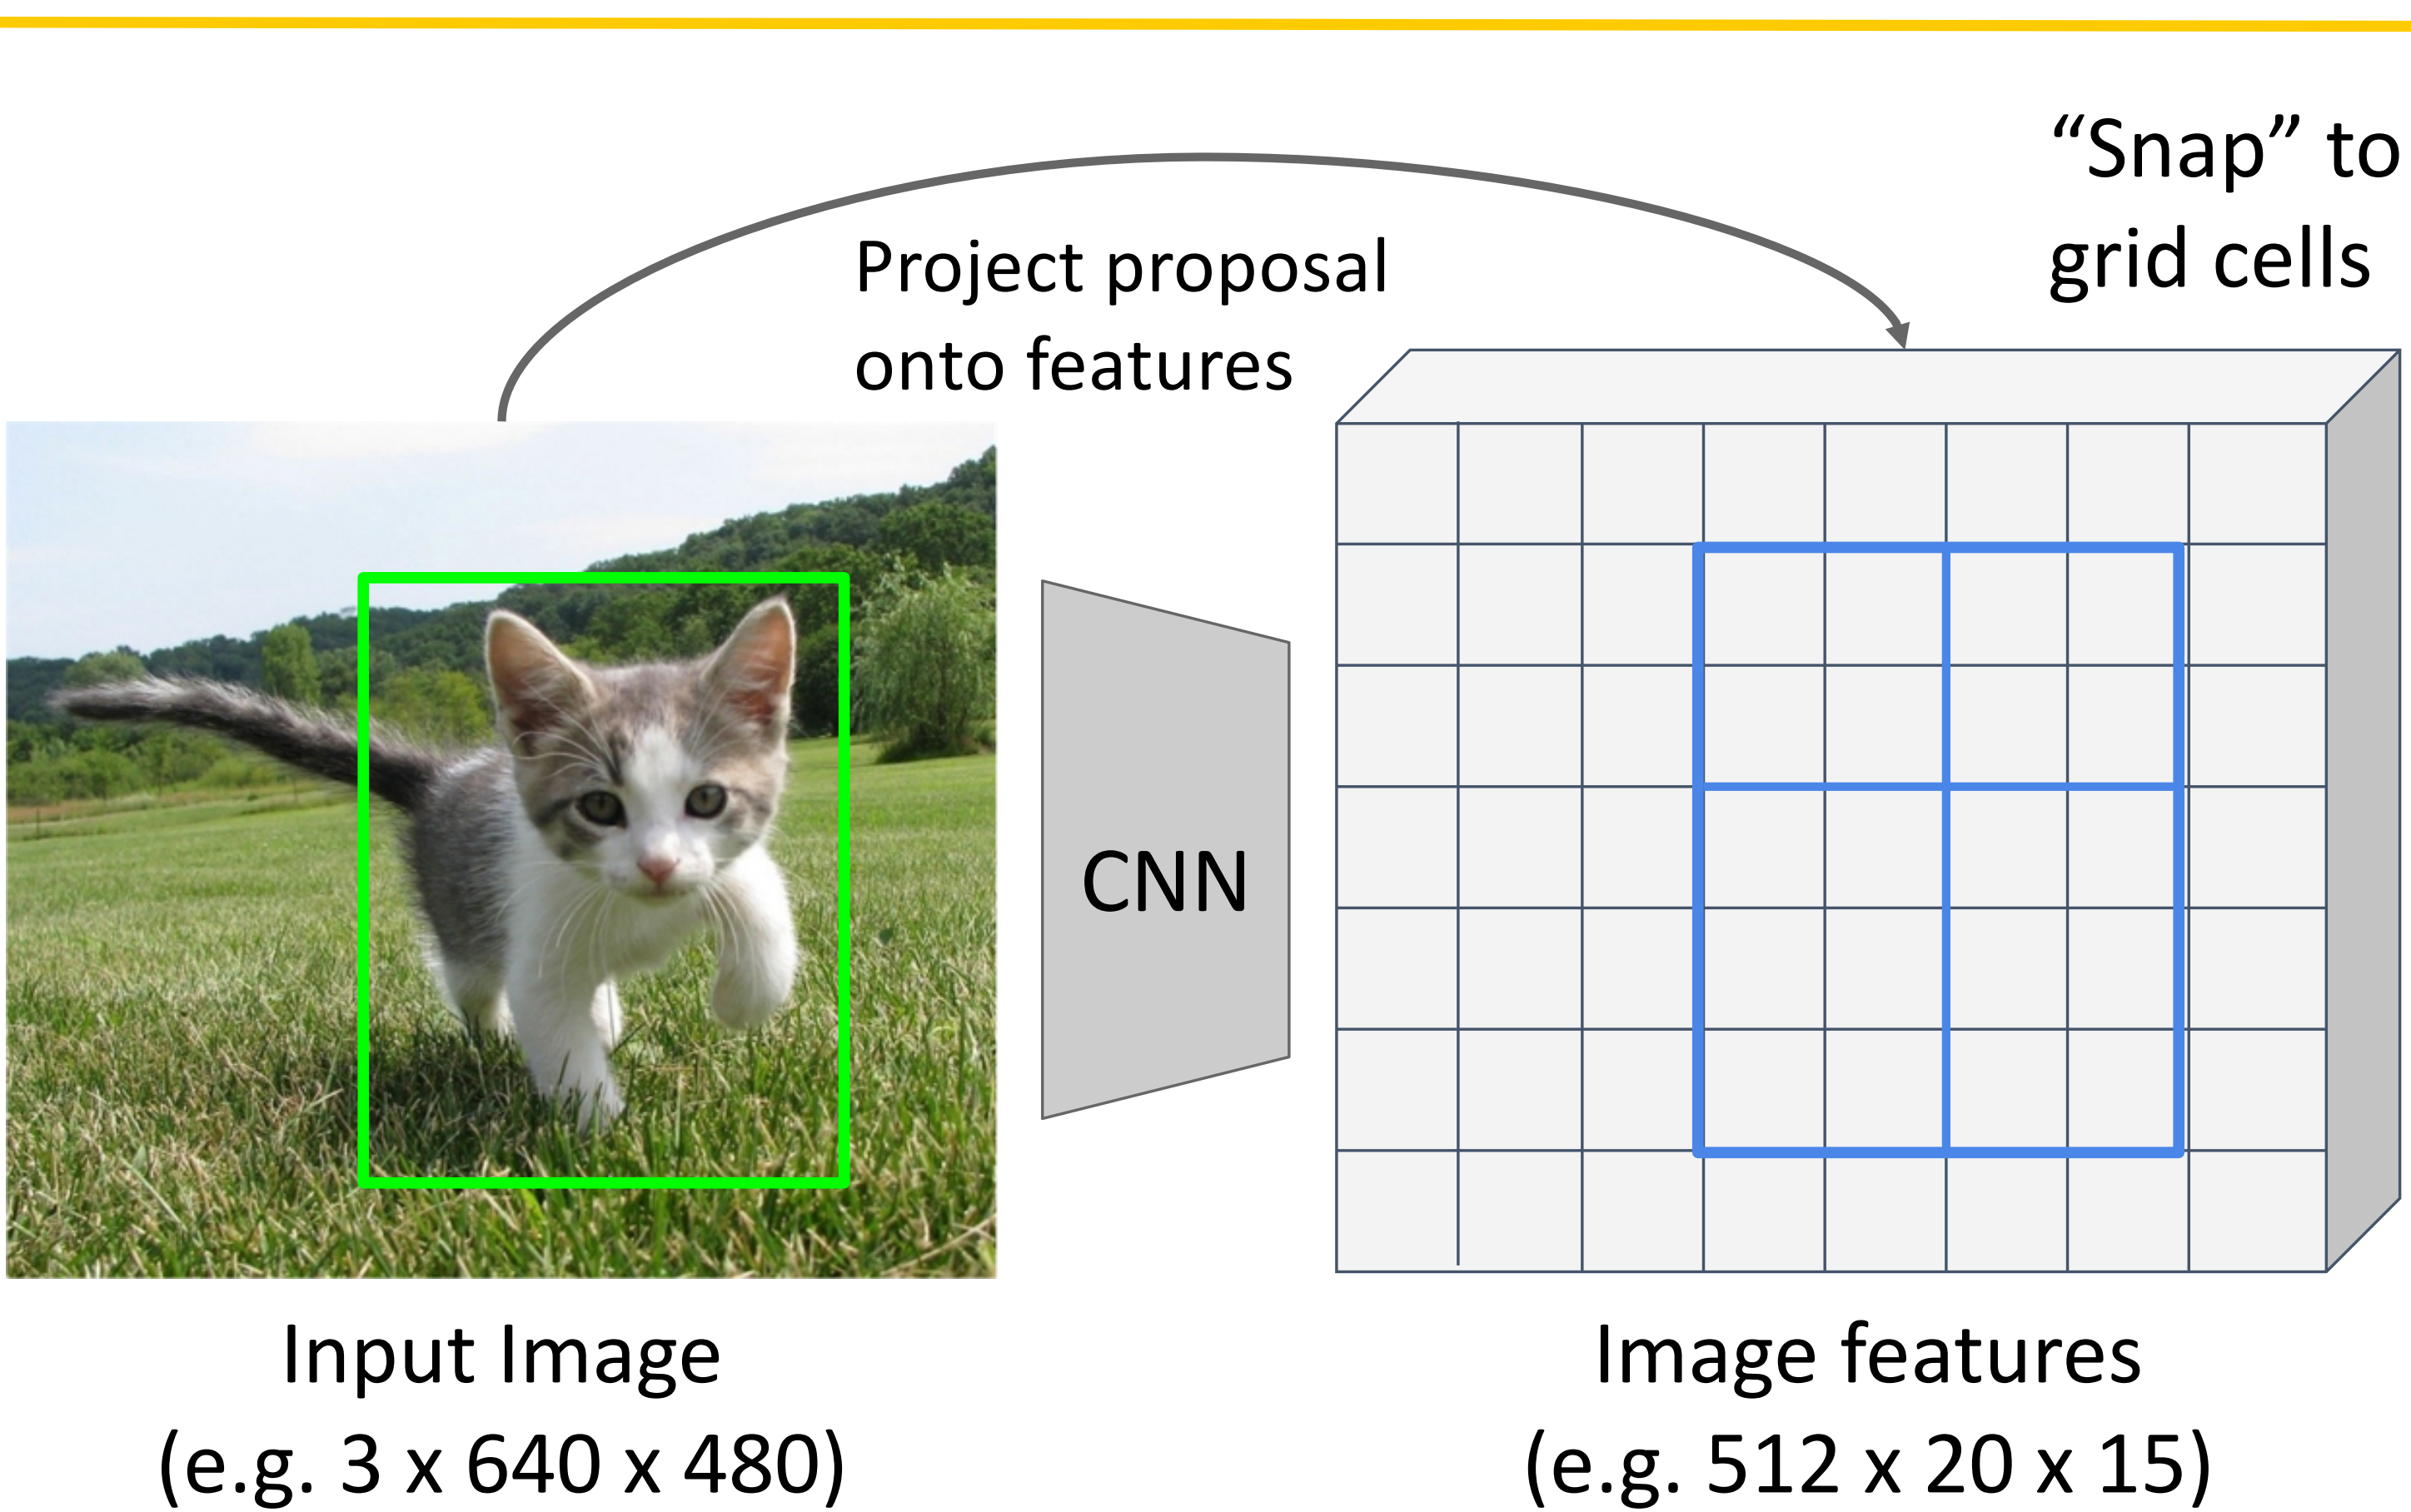 “Snap” to
grid cells
Project proposal
onto features
CNN
Input Image
(e.g. 3 x 640 x 480)
Image features
(e.g. 512 x 20 x 15)